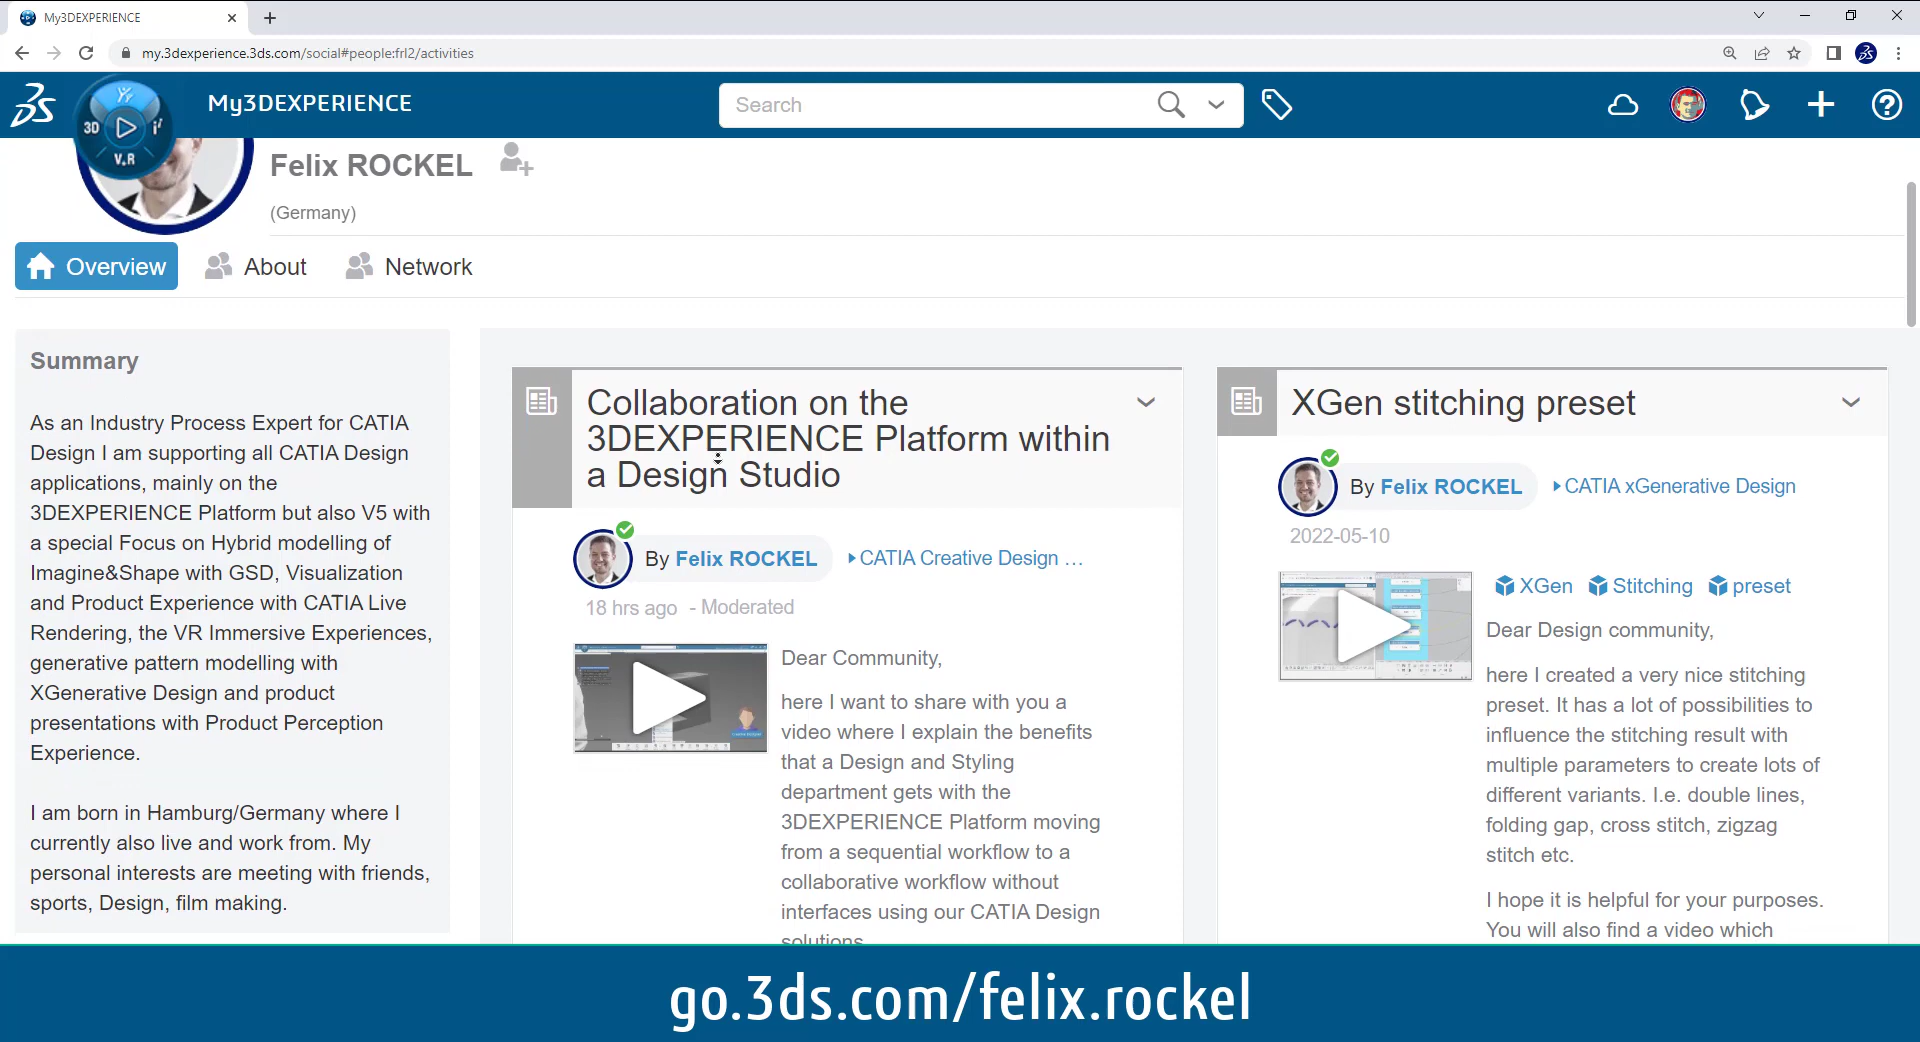 My3DEXPERIENCE
my.3dexperience.3ds.com/social#people:frl2/activities
3DS
3D
V.R
My3DEXPERIENCE
Search
Felix ROCKEL
(Germany)
Overview
About
Network
Summary
As an Industry Process Expert for CATIA
Design I am supporting all CATIA Design
applications, mainly on the
3DEXPERIENCE Platform but also V5 with
a special Focus on Hybrid modelling of
Imagine&Shape with GSD, Visualization
and Product Experience with CATIA Live
Rendering, the VR Immersive Experiences,
generative pattern modelling with
XGenerative Design and product
presentations with Product Perception
Experience.
I am born in Hamburg/Germany where I
currently also live and work from. My
personal interests are meeting with friends,
sports, Design, film making.
Collaboration on the
3DEXPERIENCE Platform within
a Design Studio
By Felix ROCKEL
CATIA Creative Design …
18 hrs ago - Moderated
Dear Community,
here I want to share with you a
video where I explain the benefits
that a Design and Styling
department gets with the
3DEXPERIENCE Platform moving
from a sequential workflow to a
collaborative workflow without
interfaces using our CATIA Design
solutions
XGen stitching preset
By Felix ROCKEL
CATIA xGenerative Design
2022-05-10
XGen Stitching preset
Dear Design community,
here I created a very nice stitching
preset. It has a lot of possibilities to
influence the stitching result with
multiple parameters to create lots of
different variants. I.e. double lines,
folding gap, cross stitch, zigzag
stitch etc.
I hope it is helpful for your purposes.
You will also find a video which
go.3ds.com/felix.rockel